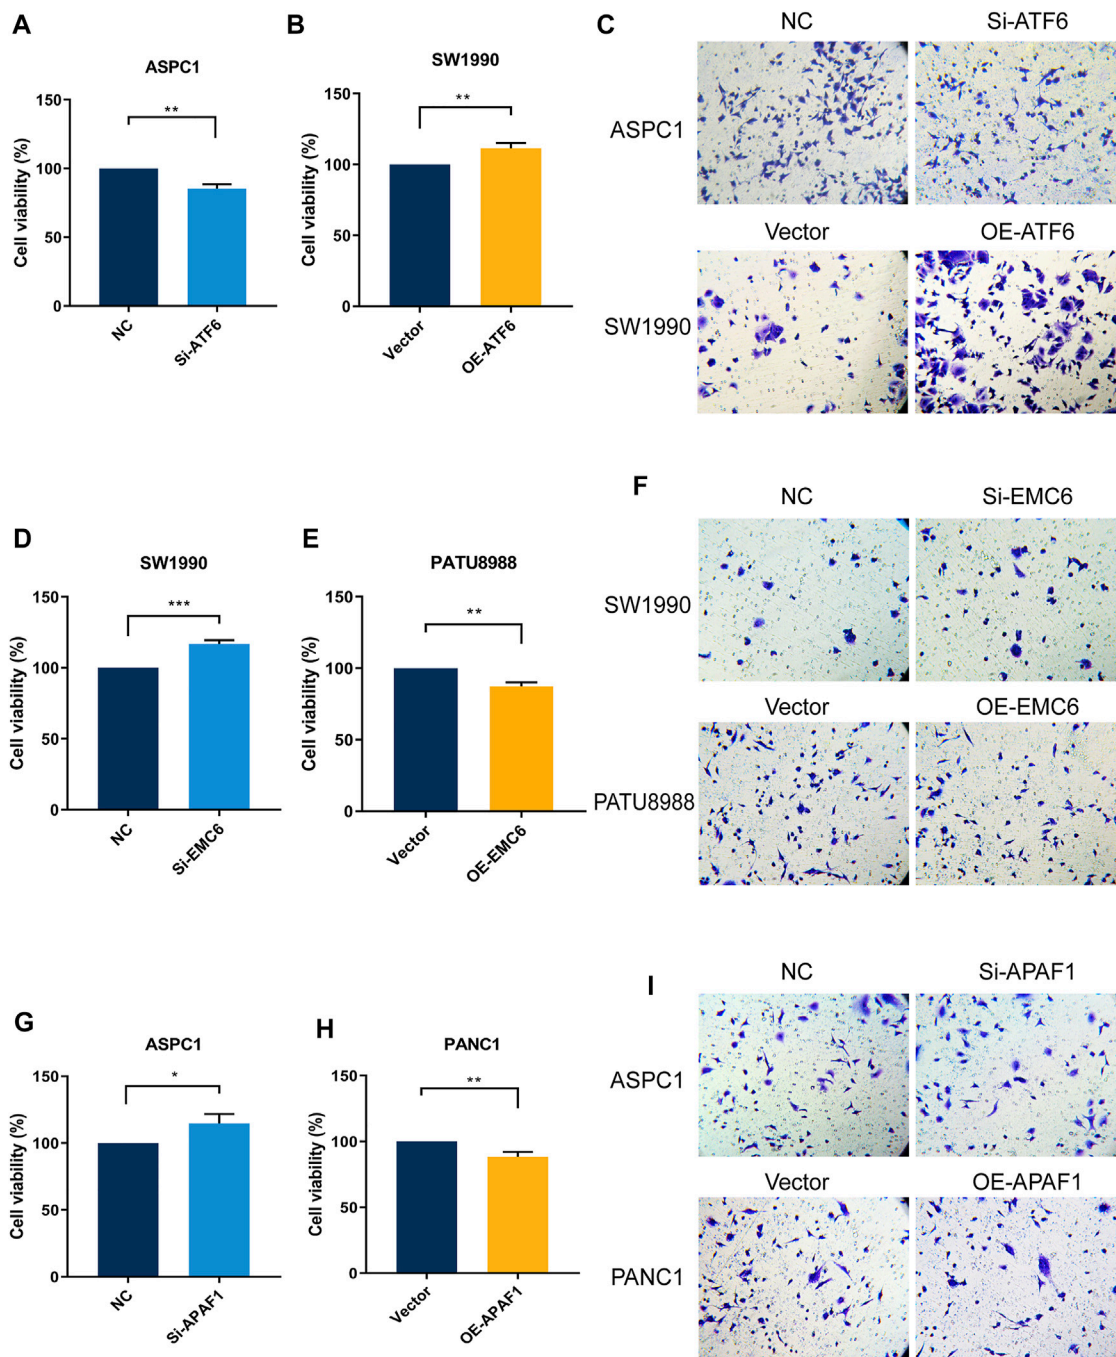 A
ASPC1
**
Cell viability (%)
150
100
50
0
NC
Si-ATF6
B
SW1990
**
Cell viability (%)
150
100
50
0
Vector
OE-ATF6
C
NC
Si-ATF6
ASPC1
Vector
OE-ATF6
SW1990
D
SW1990
***
Cell viability (%)
150
100
50
0
NC
Si-EMC6
E
PATU8988
**
Cell viability (%)
150
100
50
0
Vector
OE-EMC6
F
NC
Si-EMC6
SW1990
Vector
OE-EMC6
PATU8988
G
ASPC1
*
Cell viability (%)
150
100
50
0
NC
Si-APAF1
H
PANC1
**
Cell viability (%)
150
100
50
0
Vector
OE-APAF1
I
NC
Si-APAF1
ASPC1
Vector
OE-APAF1
PANC1